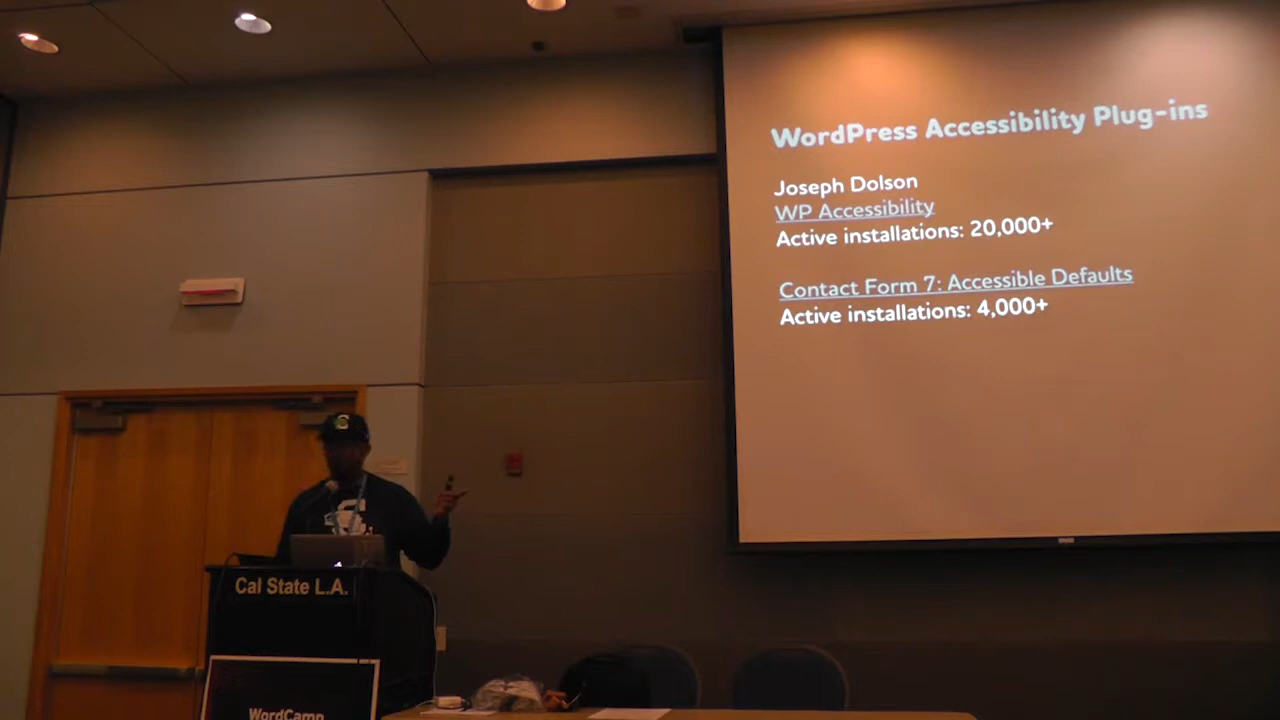 WordPress Accessibility Plug-ins
Joseph Dolson
WP Accessibility
Active installations: 20,000+
Contact Form 7: Accessible Defaults
Active installations: 4,000+
Cal State L.A.
WordCamp